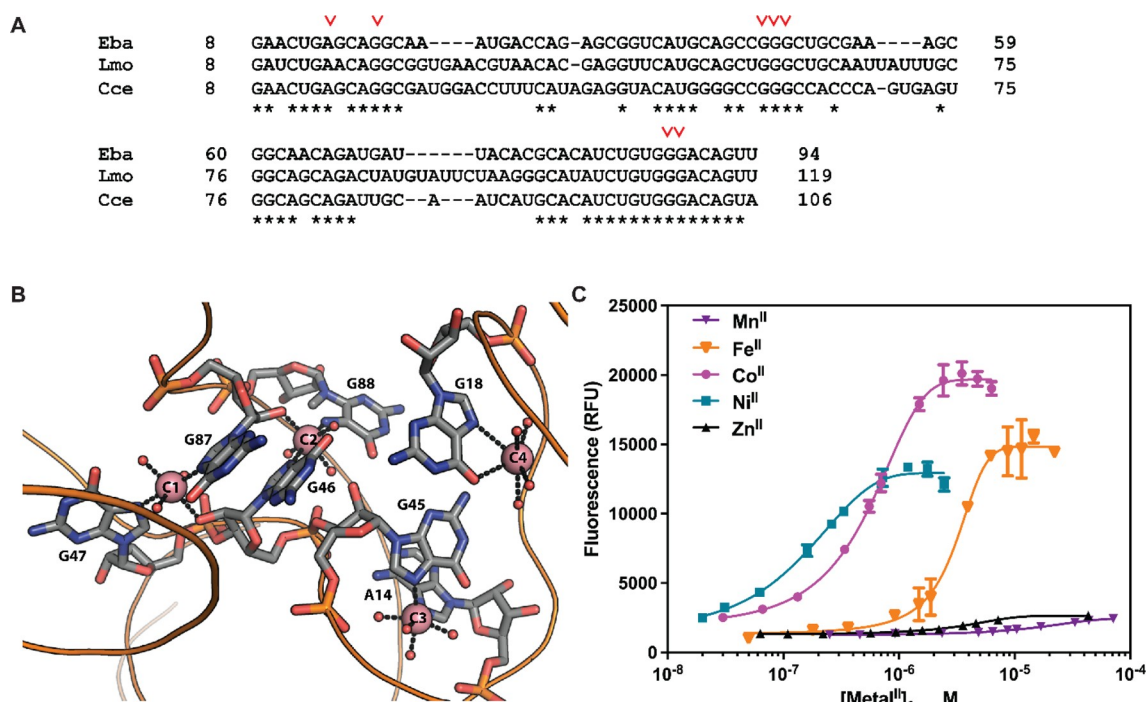 A
Eba 8 GAACUGAGCAGGCAA----AUGACCAG-AGCGGUCAUGCAGCCGGGCUGCGAA----AGC 59
Lmo 8 GAUCUGAACAGGCGGUGAACGUAACAC-GAGGUUCAUGCAGCUGGGCUGCAAUUAUUUGC 75
Cce 8 GAACUGAGCAGGCGAUGGACCUUUCAUAGAGGUACAUGGGGCCGGGCCACCCA-GUGAGU 75
** **** ***** ** * **** ** **** * *
Eba 60 GGCAACAGAUGAU------UACACGCACAUCUGUGGGACAGUU 94
Lmo 76 GGCAGCAGACUAUGUAUUCUAAGGGCAUAUCUGUGGGACAGUU 119
Cce 76 GGCAGCAGAUUGC--A---AUCAUGCACAUCUGUGGGACAGUA 106
**** **** *** **************
B
G88
G18
G87
C2
C4
C1
G46
G45
G47
A14
C3
C
25000
20000
15000
10000
5000
0
Fluorescence (RFU)
Mn^II
Fe^II
Co^II
Ni^II
Zn^II
10^-8 10^-7 10^-6 10^-5 10^-4
[Metal^II], M